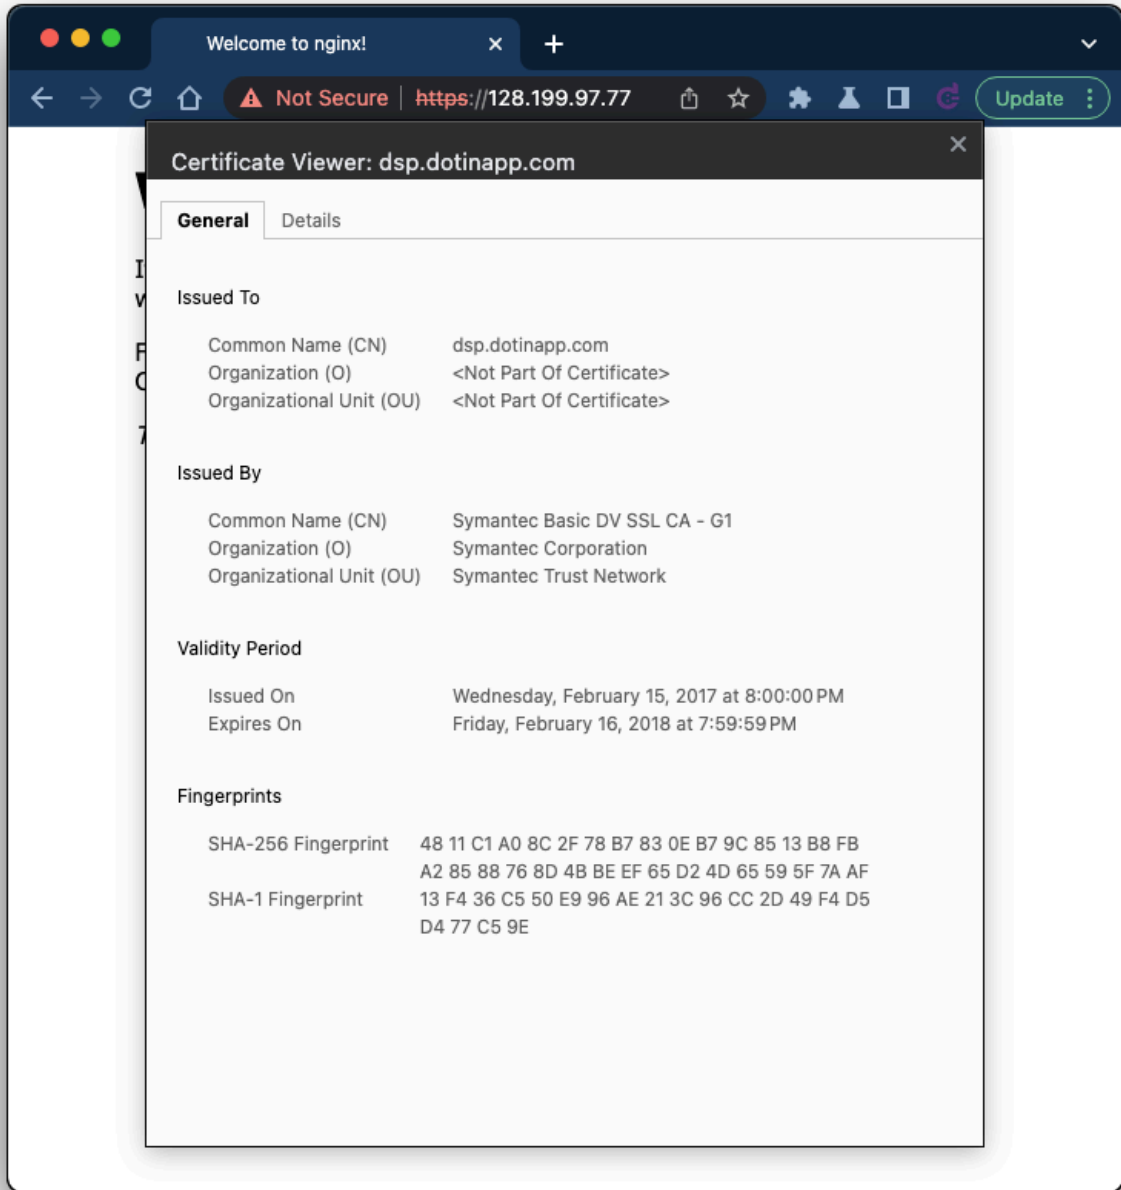 Welcome to nginx!
Not Secure | https://128.199.97.77
Update
Certificate Viewer: dsp.dotinapp.com
General Details
Issued To
Common Name (CN) dsp.dotinapp.com
Organization (O) <Not Part Of Certificate>
Organizational Unit (OU) <Not Part Of Certificate>
Issued By
Common Name (CN) Symantec Basic DV SSL CA - G1
Organization (O) Symantec Corporation
Organizational Unit (OU) Symantec Trust Network
Validity Period
Issued On Wednesday, February 15, 2017 at 8:00:00 PM
Expires On Friday, February 16, 2018 at 7:59:59 PM
Fingerprints
SHA-256 Fingerprint 48 11 C1 A0 8C 2F 78 B7 83 0E B7 9C 85 13 B8 FB
A2 85 88 76 8D 4B BE EF 65 D2 4D 65 59 5F 7A AF
SHA-1 Fingerprint 13 F4 36 C5 50 E9 96 AE 21 3C 96 CC 2D 49 F4 D5
D4 77 C5 9E